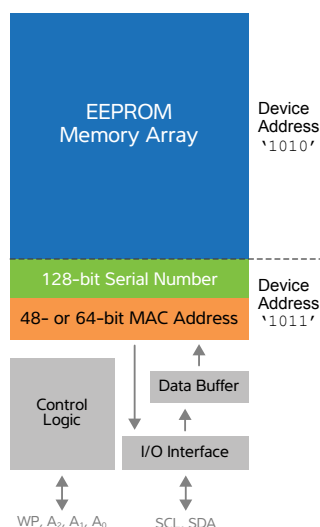 EEPROM
Memory Array
Device
Address
‘1010’
128-bit Serial Number
48- or 64-bit MAC Address
Device
Address
‘1011’
Data Buffer
Control
Logic
I/O Interface
WP, A₂, A₁, A₀
SCL, SDA